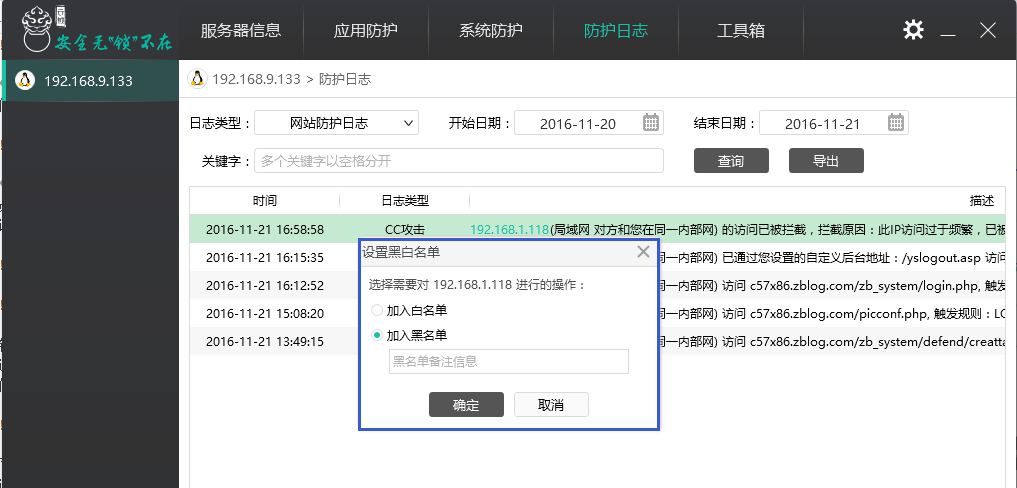 安全无"锁"不在
服务器信息
应用防护
系统防护
防护日志
工具箱
192.168.9.133
192.168.9.133 > 防护日志
日志类型： 网站防护日志 开始日期： 2016-11-20 结束日期： 2016-11-21
关键字： 多个关键字以空格分开 查询 导出
时间 日志类型 描述
2016-11-21 16:58:58 CC攻击 192.168.1.118(局域网 对方和您在同一内部网) 的访问已被拦截，拦截原因：此IP访问过于频繁，已被
2016-11-21 16:15:35 同一内部网) 已通过您设置的自定义后台地址：/yslogout.asp 访问
2016-11-21 16:12:52 同一内部网) 访问 c57x86.zblog.com/zb_system/login.php, 触发
2016-11-21 15:08:20 同一内部网) 访问 c57x86.zblog.com/picconf.php, 触发规则：LO
2016-11-21 13:49:15 同一内部网) 访问 c57x86.zblog.com/zb_system/defend/creatta
设置黑白名单
选择需要对 192.168.1.118 进行的操作：
加入白名单
加入黑名单
黑名单备注信息
确定 取消